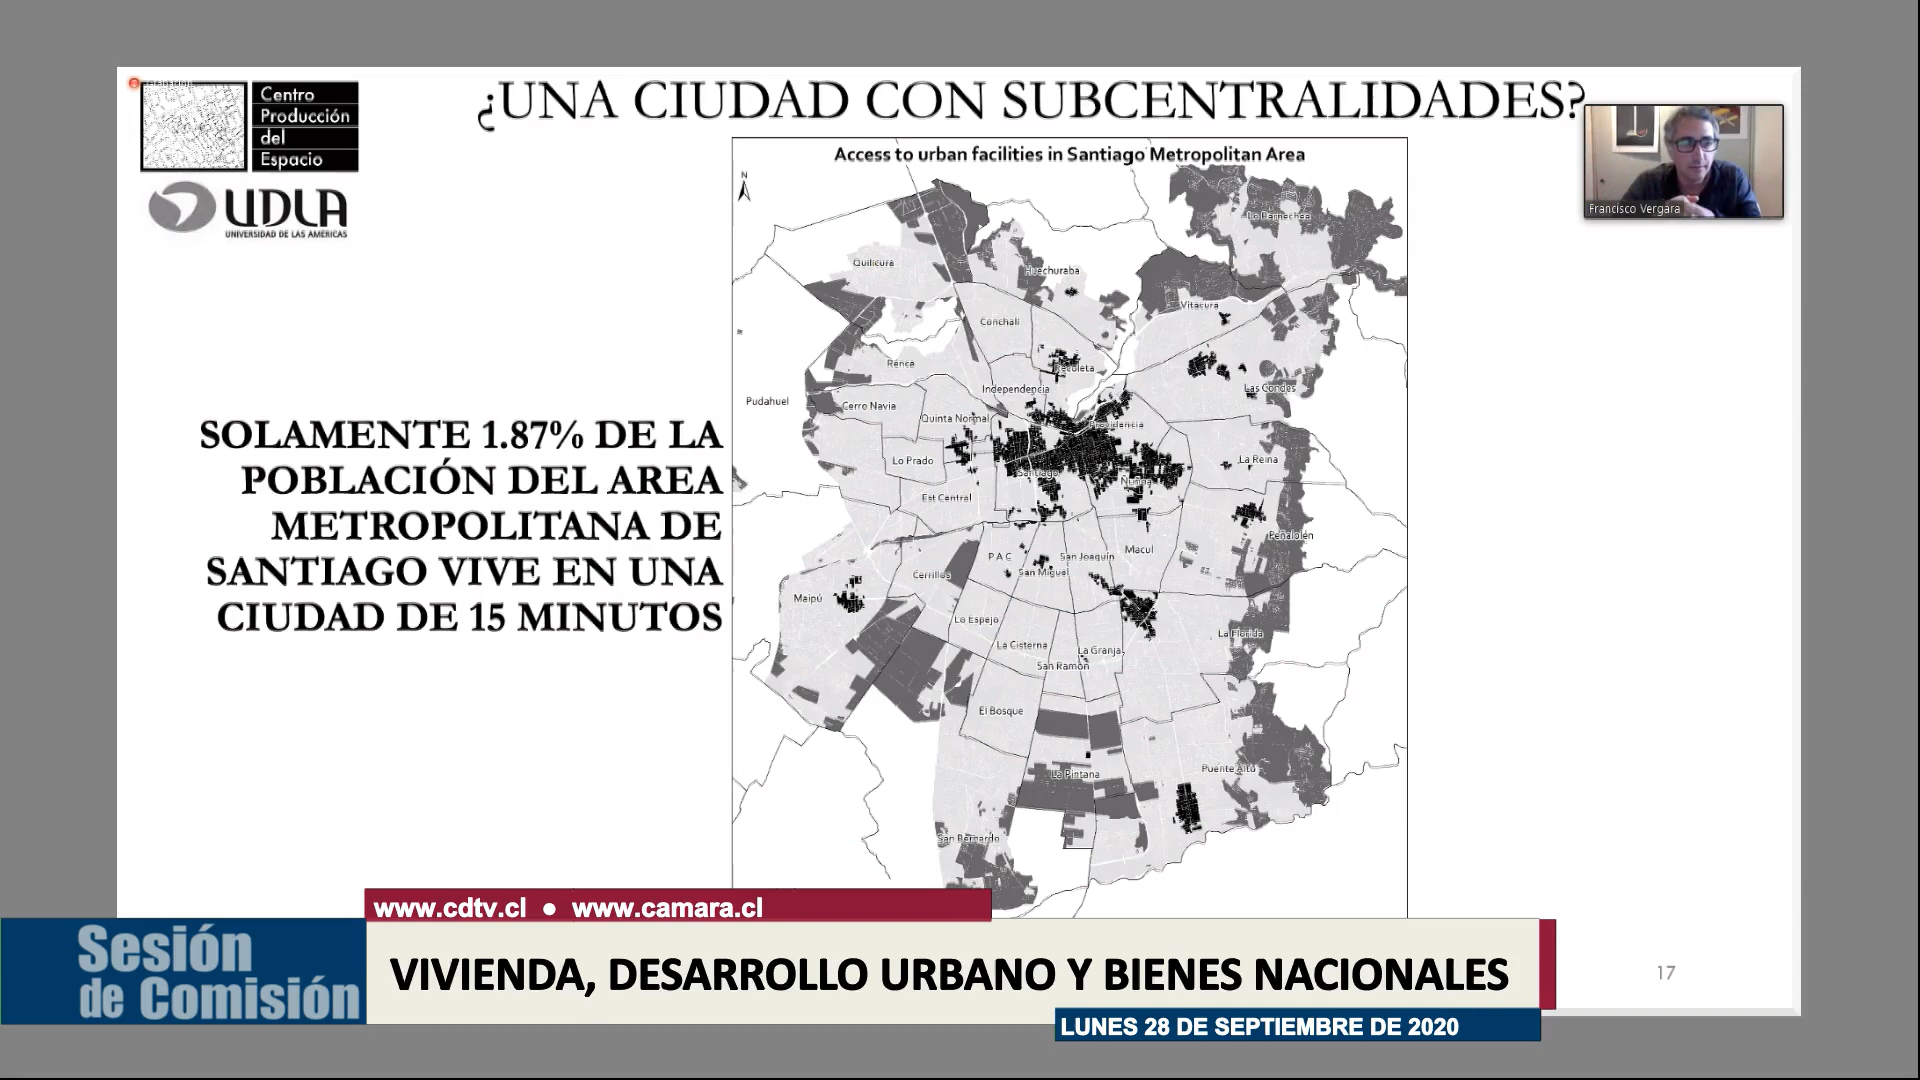 Grabación
Centro
Producción
del
Espacio
UDLA
UNIVERSIDAD DE LAS AMÉRICAS
¿UNA CIUDAD CON SUBCENTRALIDADES?
Francisco Vergara
SOLAMENTE 1.87% DE LA
POBLACIÓN DEL AREA
METROPOLITANA DE
SANTIAGO VIVE EN UNA
CIUDAD DE 15 MINUTOS
Access to urban facilities in Santiago Metropolitan Area
N
Lo Barnechea
Quilicura
Huechuraba
Vitacura
Conchalí
Renca
Recoleta
Independencia
Las Condes
Pudahuel
Cerro Navia
Quinta Normal
Providencia
Lo Prado
Santiago
La Reina
Ñuñoa
Est Central
Peñalolén
P A C
San Joaquín
Macul
Cerrillos
San Miguel
Maipú
Lo Espejo
La Florida
La Cisterna
La Granja
San Ramón
El Bosque
La Pintana
Puente Alto
San Bernardo
www.cdtv.cl ● www.camara.cl
Sesión
de Comisión
VIVIENDA, DESARROLLO URBANO Y BIENES NACIONALES
17
LUNES 28 DE SEPTIEMBRE DE 2020